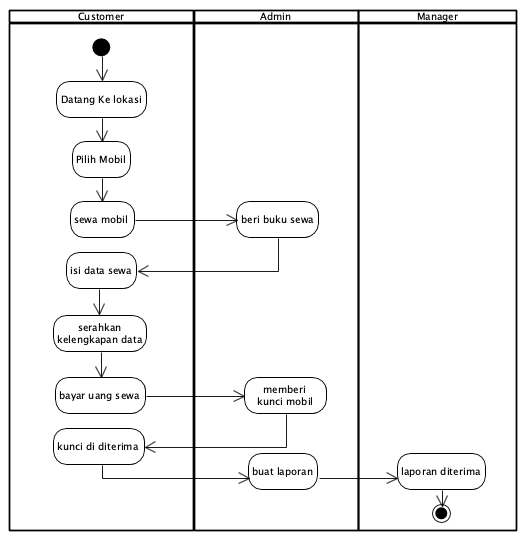 Customer
Admin
Manager
Datang Ke lokasi
Pilih Mobil
sewa mobil
beri buku sewa
isi data sewa
serahkan
kelengkapan data
bayar uang sewa
memberi
kunci mobil
kunci di diterima
buat laporan
laporan diterima